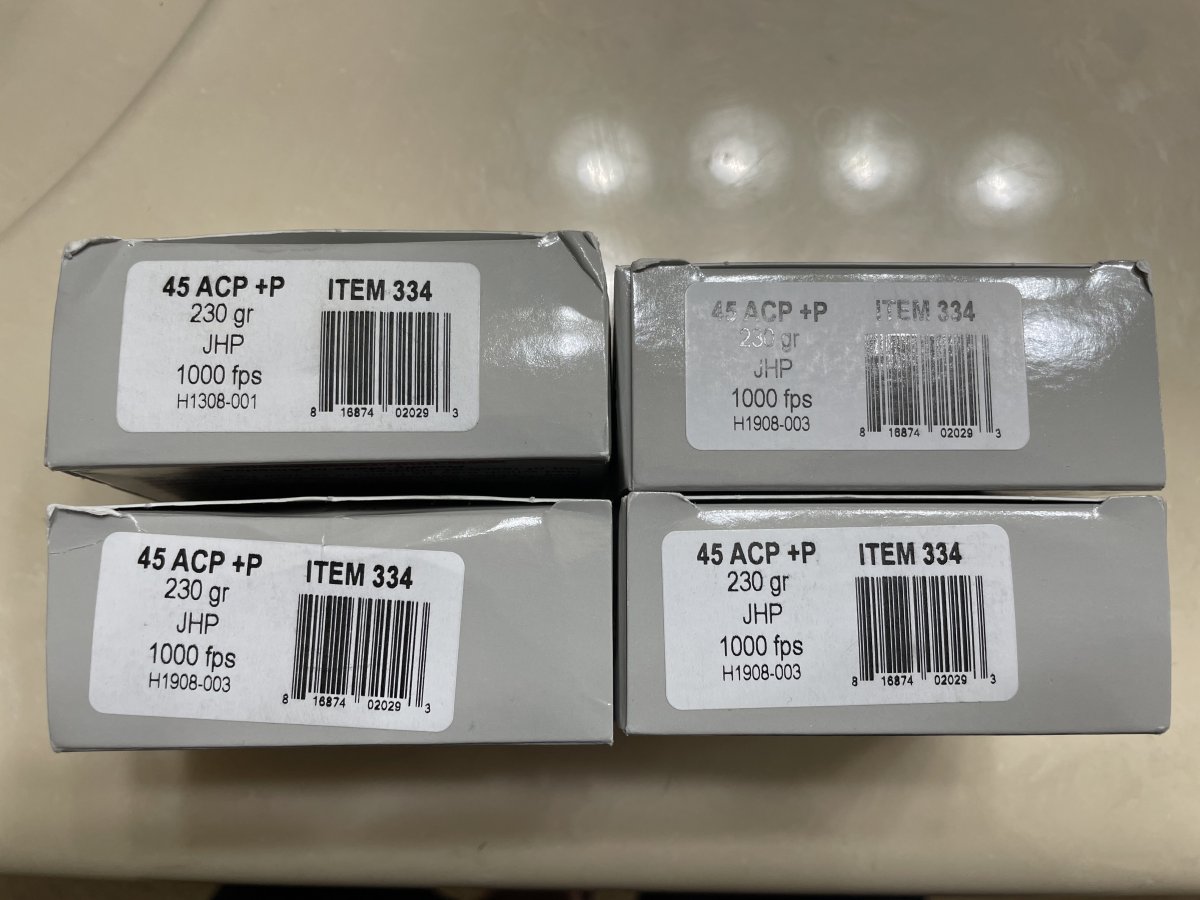 45 ACP +P ITEM 334
230 gr
JHP
1000 fps
H1308-001
8 16874 02029 3
45 ACP +P ITEM 334
230 gr
JHP
1000 fps
H1908-003
8 16874 02029 3
45 ACP +P ITEM 334
230 gr
JHP
1000 fps
H1908-003
8 16874 02029 3
45 ACP +P ITEM 334
230 gr
JHP
1000 fps
H1908-003
8 16874 02029 3